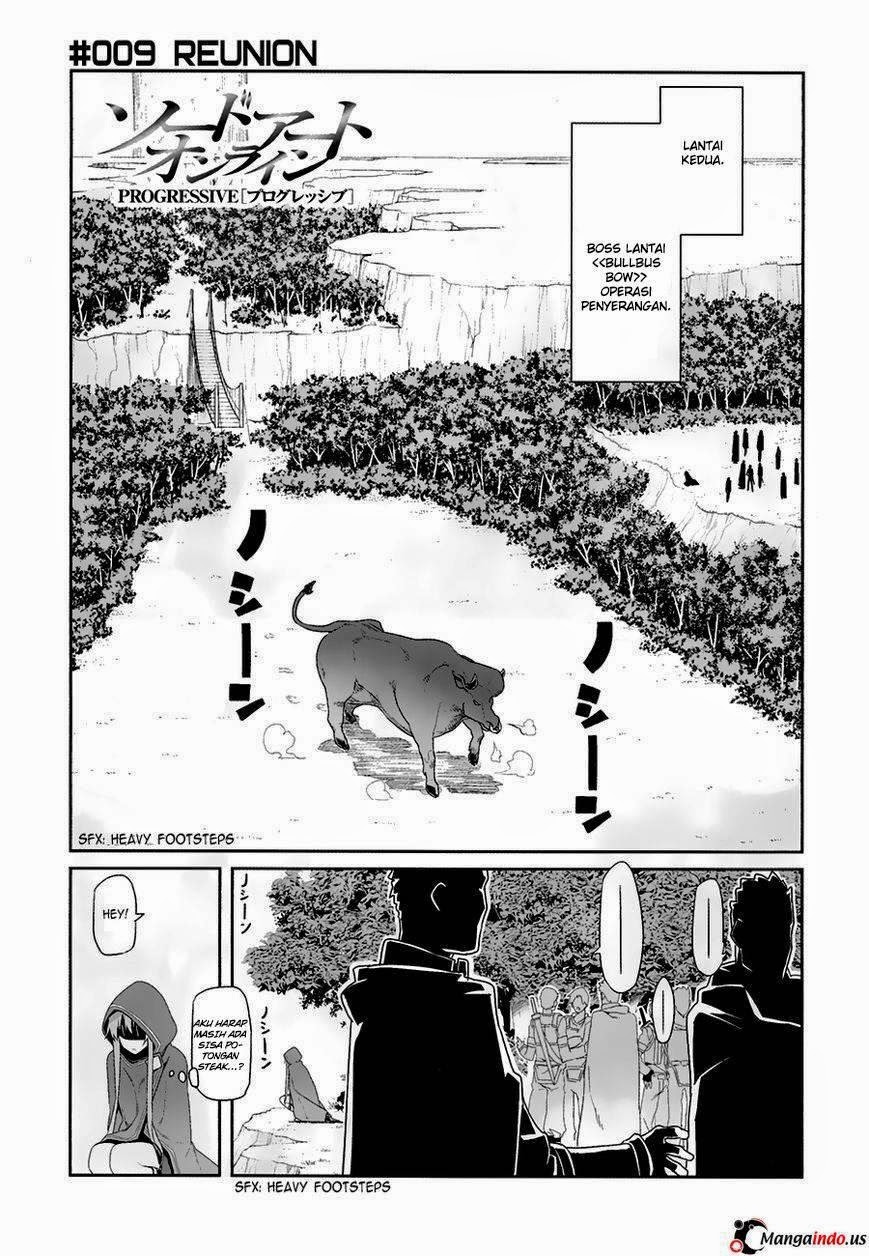 #009 REUNION
ソードアート
オンライン
PROGRESSIVE [プログレッシブ]
LANTAI
KEDUA.
BOSS LANTAI
<<BULLBUS
BOW>>
OPERASI
PENYERANGAN.
ノシーン
ノシーン
SFX: HEAVY FOOTSTEPS
HEY!
AKU HARAP
MASIH ADA
SISA PO-
TONGAN
STEAK...?
ノシーン
ノシーン
SFX: HEAVY FOOTSTEPS
Mangaindo.us